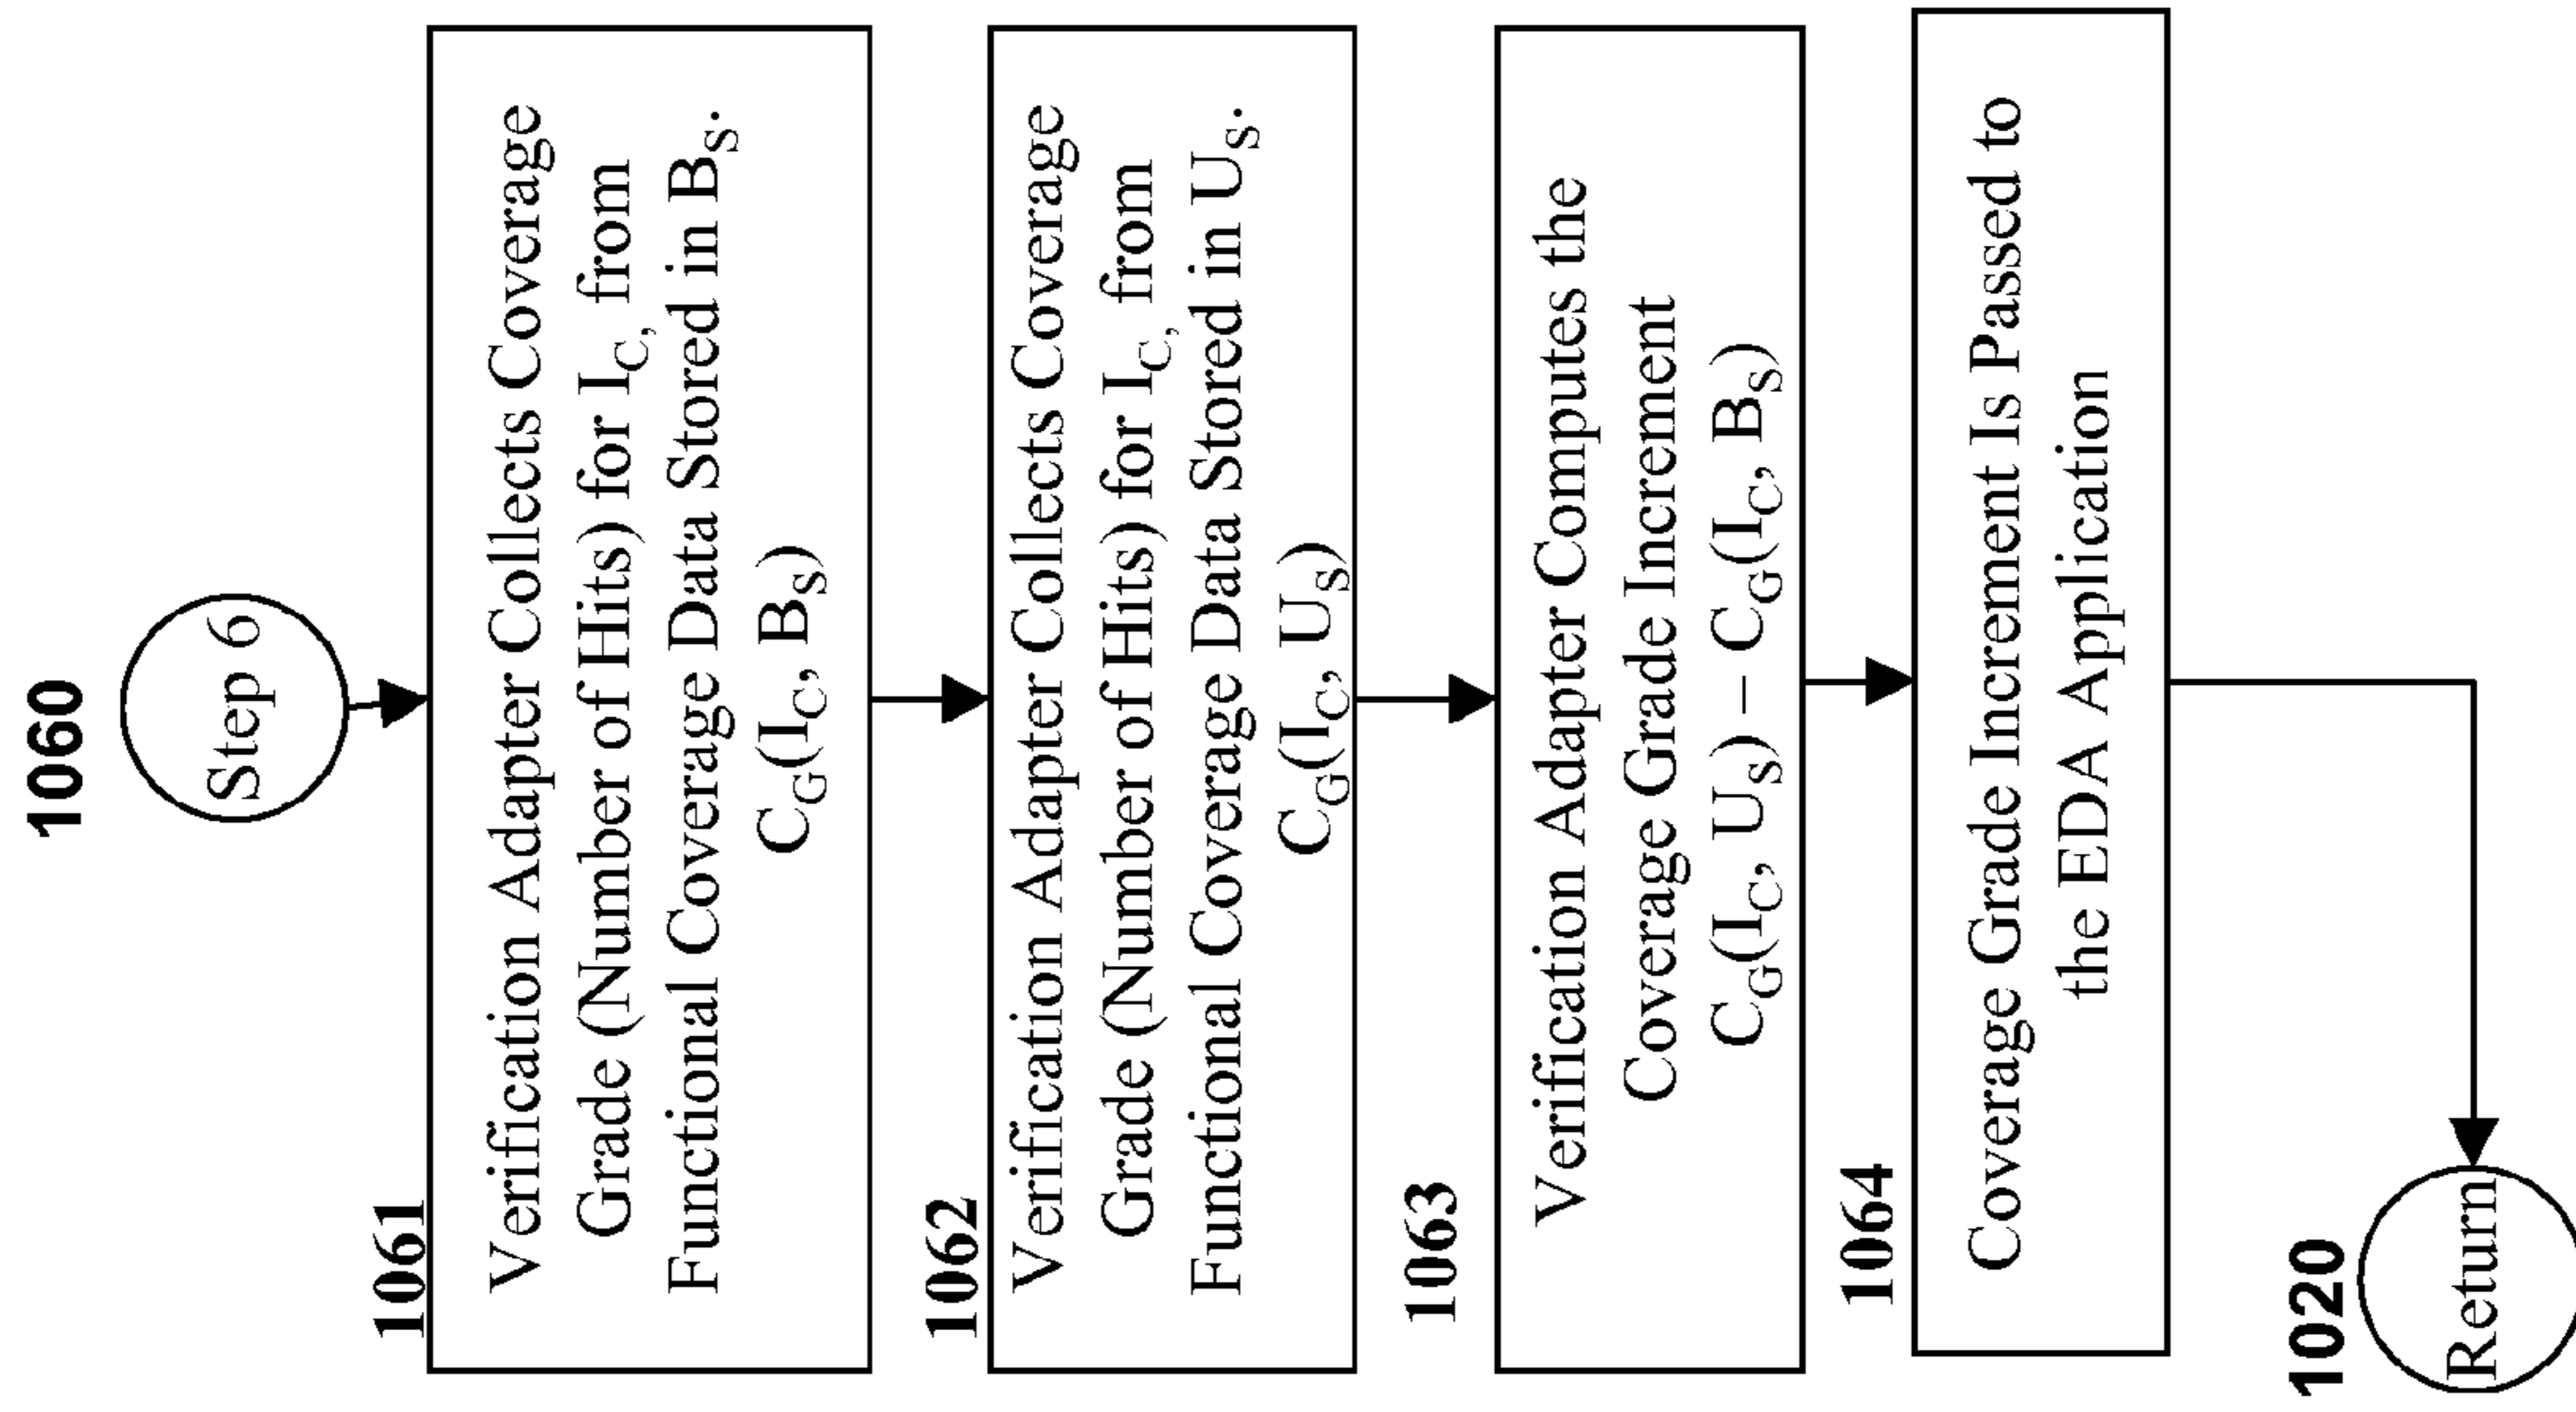 1060
Step 6
1061
Verification Adapter Collects Coverage
Grade (Number of Hits) for I_C, from
Functional Coverage Data Stored in B_S.
C_G(I_C, B_S)
1062
Verification Adapter Collects Coverage
Grade (Number of Hits) for I_C, from
Functional Coverage Data Stored in U_S.
C_G(I_C, U_S)
1063
Verification Adapter Computes the
Coverage Grade Increment
C_G(I_C, U_S) – C_G(I_C, B_S)
1064
Coverage Grade Increment Is Passed to
the EDA Application
1020
Return